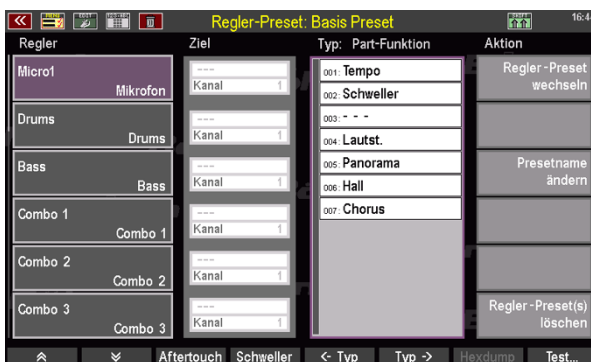 Regler-Preset: Basis Preset
16:4
Regler Ziel Typ: Part-Funktion Aktion
Micro1
Mikrofon
Drums
Drums
Bass
Bass
Combo 1
Combo 1
Combo 2
Combo 2
Combo 3
Combo 3
---
Kanal 1
---
Kanal 1
---
Kanal 1
---
Kanal 1
---
Kanal 1
---
Kanal 1
001: Tempo
002: Schweller
003: - - -
004: Lautst.
005: Panorama
006: Hall
007: Chorus
Regler-Preset
wechseln
Presetname
ändern
Regler-Preset(s)
löschen
Aftertouch Schweller <- Typ Typ -> Hexdump Test...